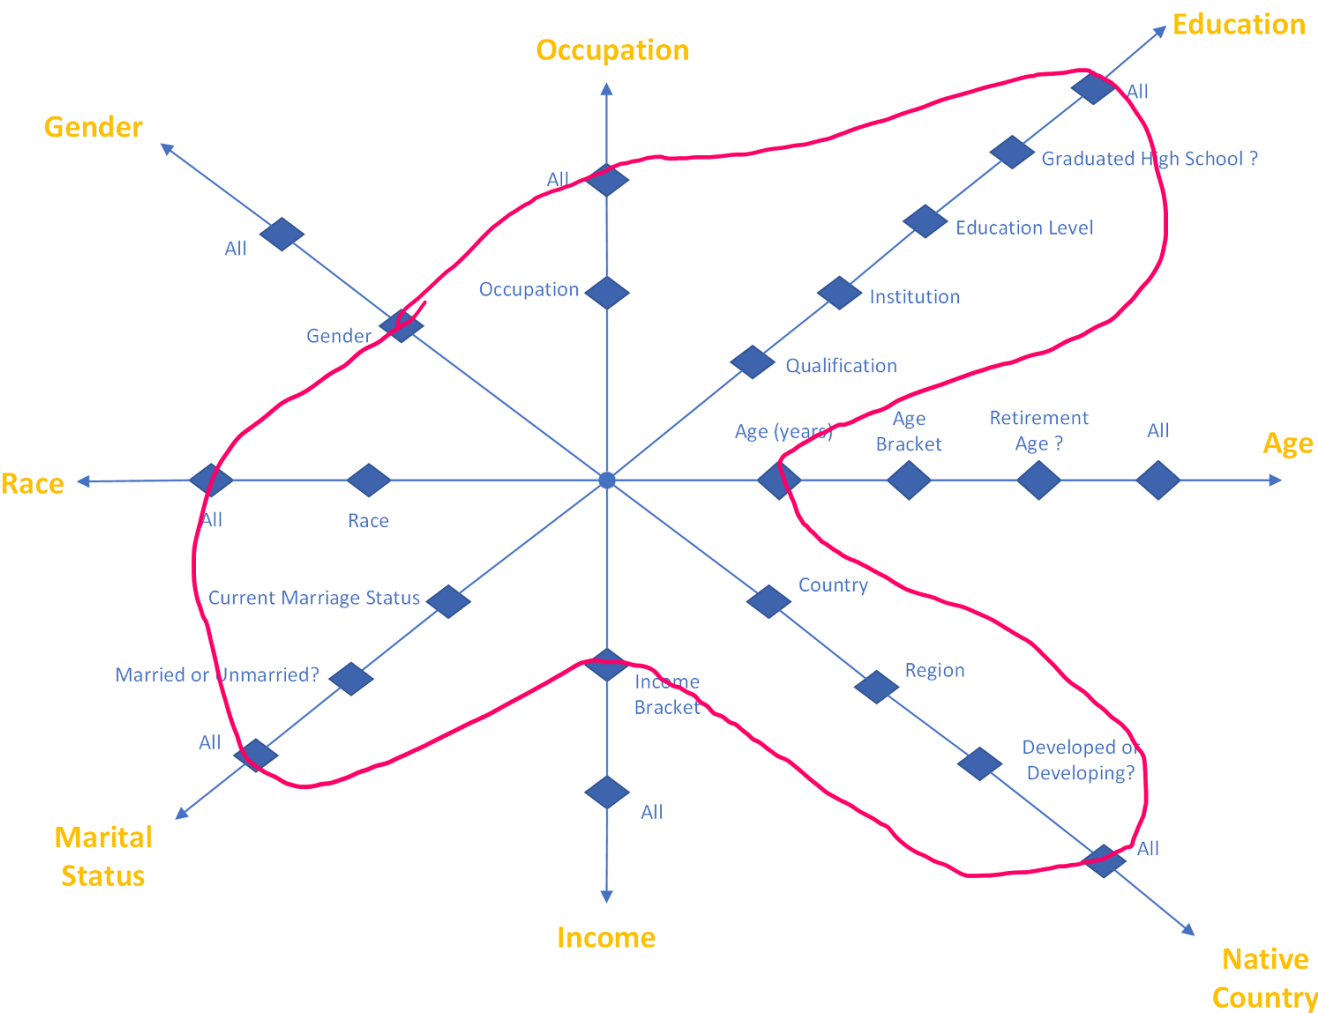 Education
Occupation
All
Gender
Graduated High School ?
All
Education Level
All
Occupation
Institution
Gender
Qualification
Age (years)
Age
Bracket
Retirement
Age ?
All
Age
Race
All
Race
Current Marriage Status
Country
Married or Unmarried?
Income
Bracket
Region
All
Developed or
Developing?
All
All
Marital
Status
Income
Native
Country